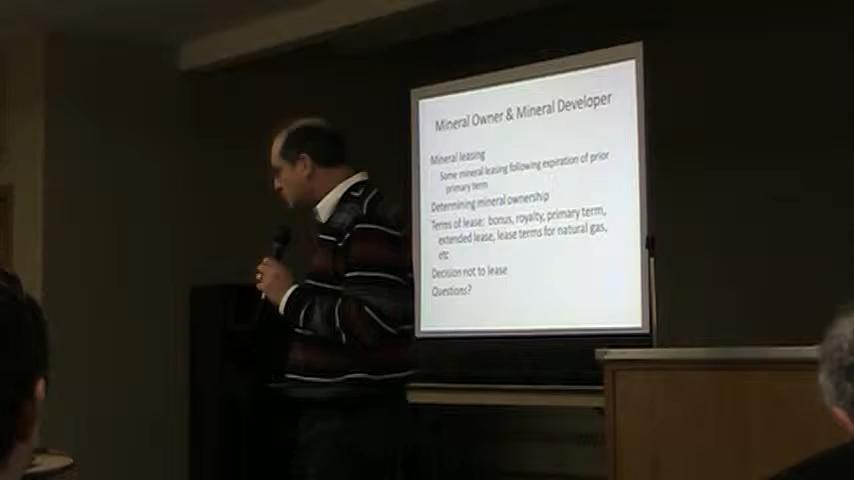 Mineral Owner & Mineral Developer
Mineral leasing
Some mineral leasing following expiration of prior
primary term
Determining mineral ownership
Terms of lease: bonus, royalty, primary term,
extended lease, lease terms for natural gas,
etc
Decision not to lease
Questions?